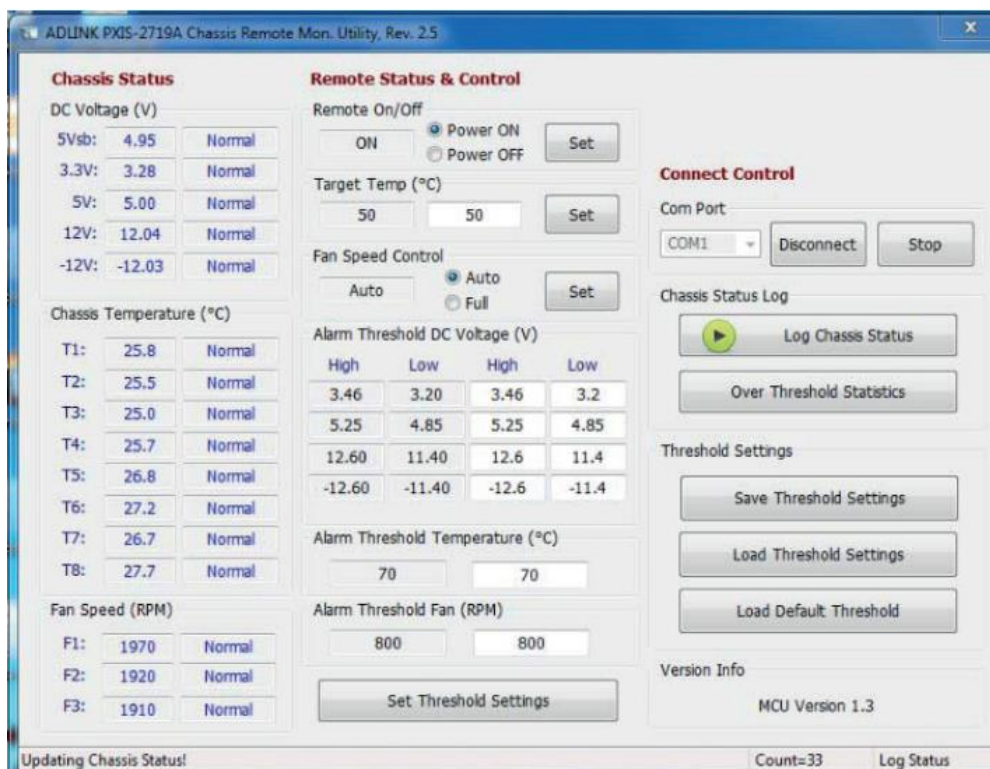 ADLINK PXIS-2719A Chassis Remote Mon. Utility, Rev. 2.5
x
Chassis Status
DC Voltage (V)
5Vsb: 4.95 Normal
3.3V: 3.28 Normal
5V: 5.00 Normal
12V: 12.04 Normal
-12V: -12.03 Normal
Chassis Temperature (°C)
T1: 25.8 Normal
T2: 25.5 Normal
T3: 25.0 Normal
T4: 25.7 Normal
T5: 26.8 Normal
T6: 27.2 Normal
T7: 26.7 Normal
T8: 27.7 Normal
Fan Speed (RPM)
F1: 1970 Normal
F2: 1920 Normal
F3: 1910 Normal
Remote Status & Control
Remote On/Off
ON
Power ON
Power OFF
Set
Target Temp (°C)
50 50 Set
Fan Speed Control
Auto
Auto
Full
Set
Alarm Threshold DC Voltage (V)
High Low High Low
3.46 3.20 3.46 3.2
5.25 4.85 5.25 4.85
12.60 11.40 12.6 11.4
-12.60 -11.40 -12.6 -11.4
Alarm Threshold Temperature (°C)
70 70
Alarm Threshold Fan (RPM)
800 800
Set Threshold Settings
Connect Control
Com Port
COM1 Disconnect Stop
Chassis Status Log
Log Chassis Status
Over Threshold Statistics
Threshold Settings
Save Threshold Settings
Load Threshold Settings
Load Default Threshold
Version Info
MCU Version 1.3
Updating Chassis Status! Count=33 Log Status